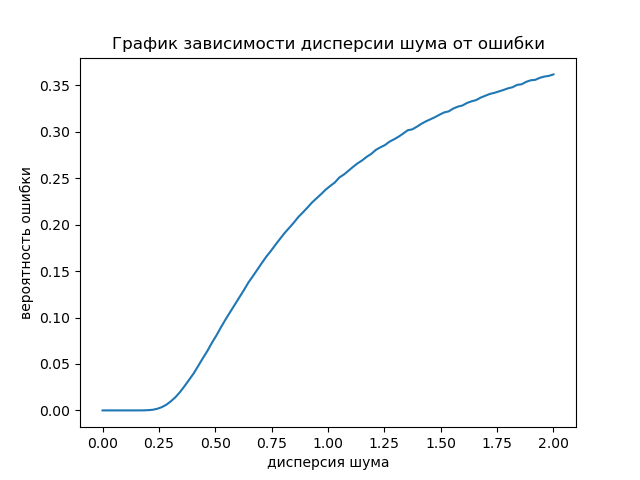 График зависимости дисперсии шума от ошибки
вероятность ошибки
0.35
0.30
0.25
0.20
0.15
0.10
0.05
0.00
0.00 0.25 0.50 0.75 1.00 1.25 1.50 1.75 2.00
дисперсия шума